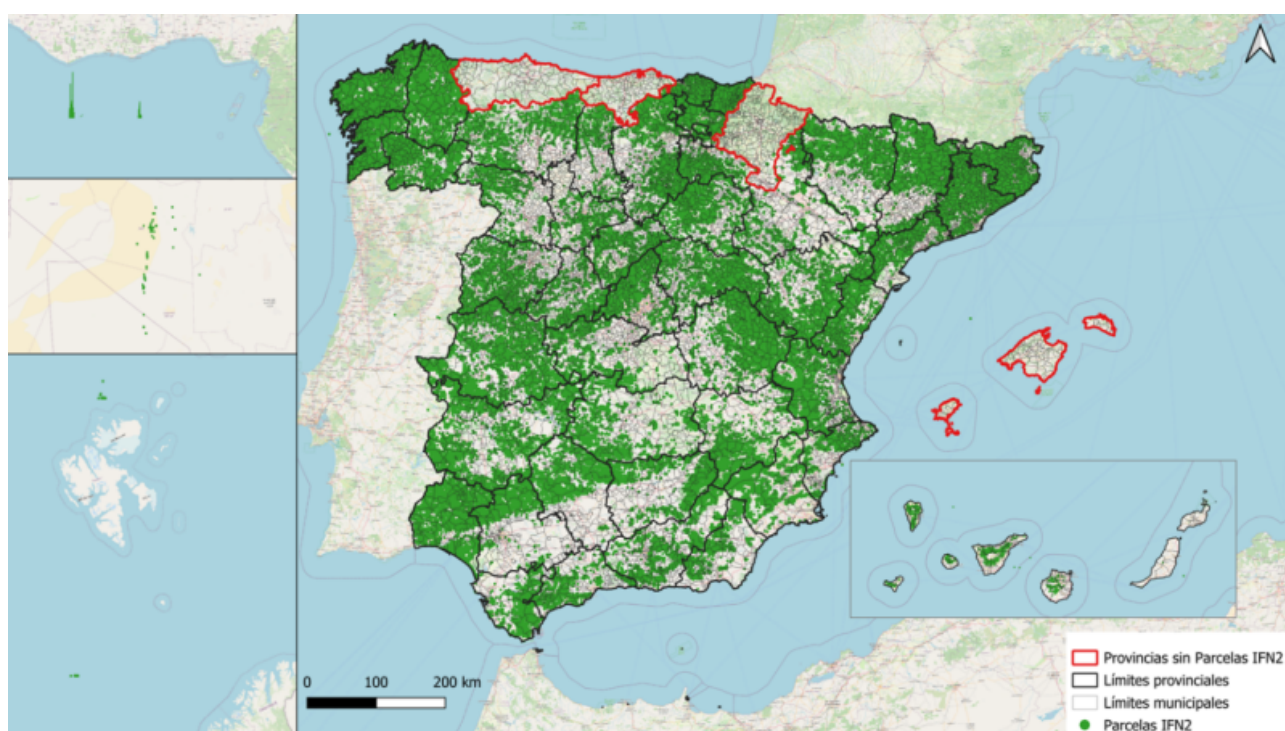 0 100 200 km
Provincias sin Parcelas IFN2
Límites provinciales
Límites municipales
Parcelas IFN2